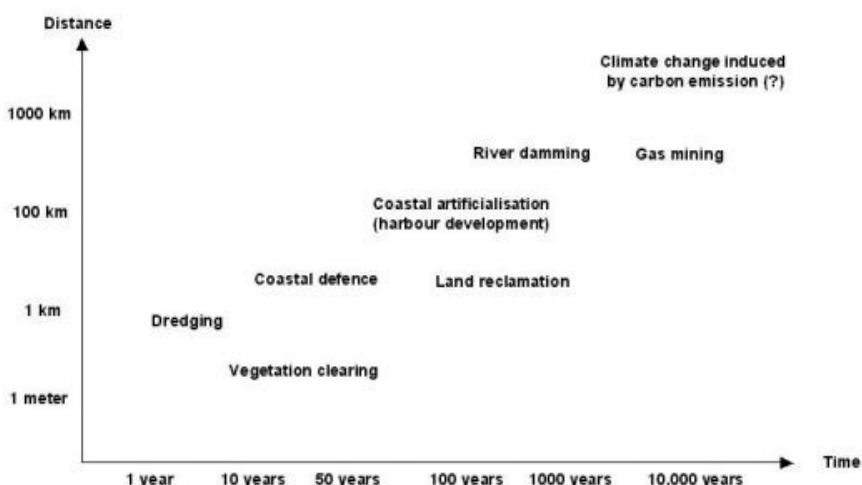 Distance
Climate change induced
by carbon emission (?)
1000 km
River damming
Gas mining
Coastal artificialisation
(harbour development)
100 km
Coastal defence
Land reclamation
1 km
Dredging
Vegetation clearing
1 meter
Time
1 year
10 years
50 years
100 years
1000 years
10,000 years